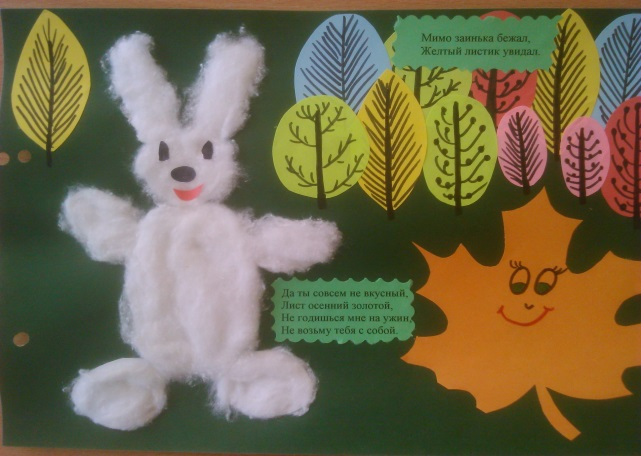 Мимо заинька бежал,
Желтый листик увидал.
Да ты совсем не вкусный,
Лист осенний золотой,
Не годишься мне на ужин,
Не возьму тебя с собой.